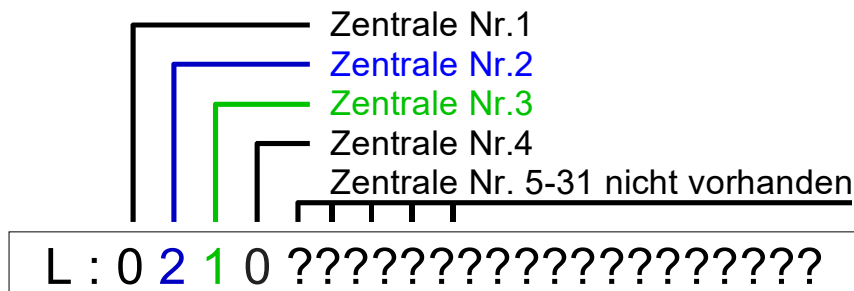 Zentrale Nr.1
Zentrale Nr.2
Zentrale Nr.3
Zentrale Nr.4
Zentrale Nr. 5-31 nicht vorhanden
L : 0 2 1 0 ???????????????????